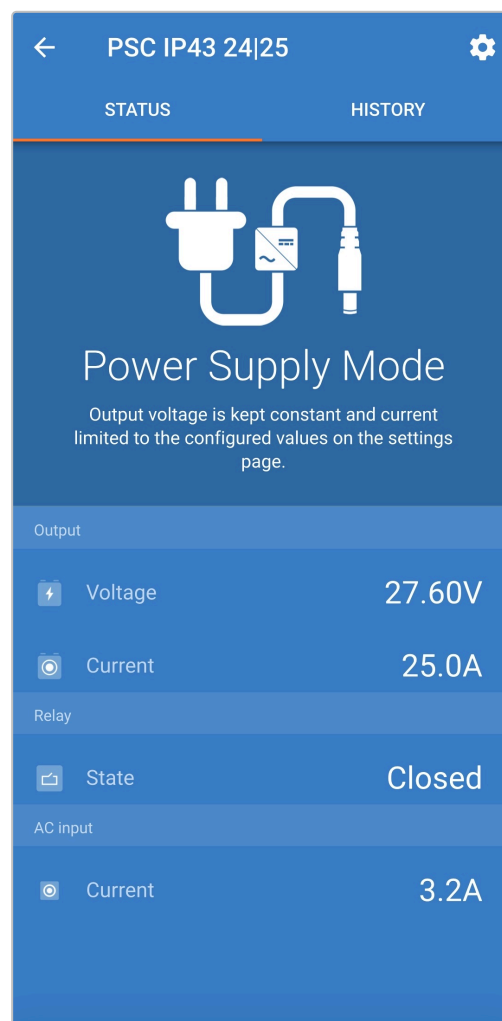 PSC IP43 24|25
STATUS
HISTORY
Power Supply Mode
Output voltage is kept constant and current
limited to the configured values on the settings
page.
Output
Voltage
27.60V
Current
25.0A
Relay
State
Closed
AC input
Current
3.2A